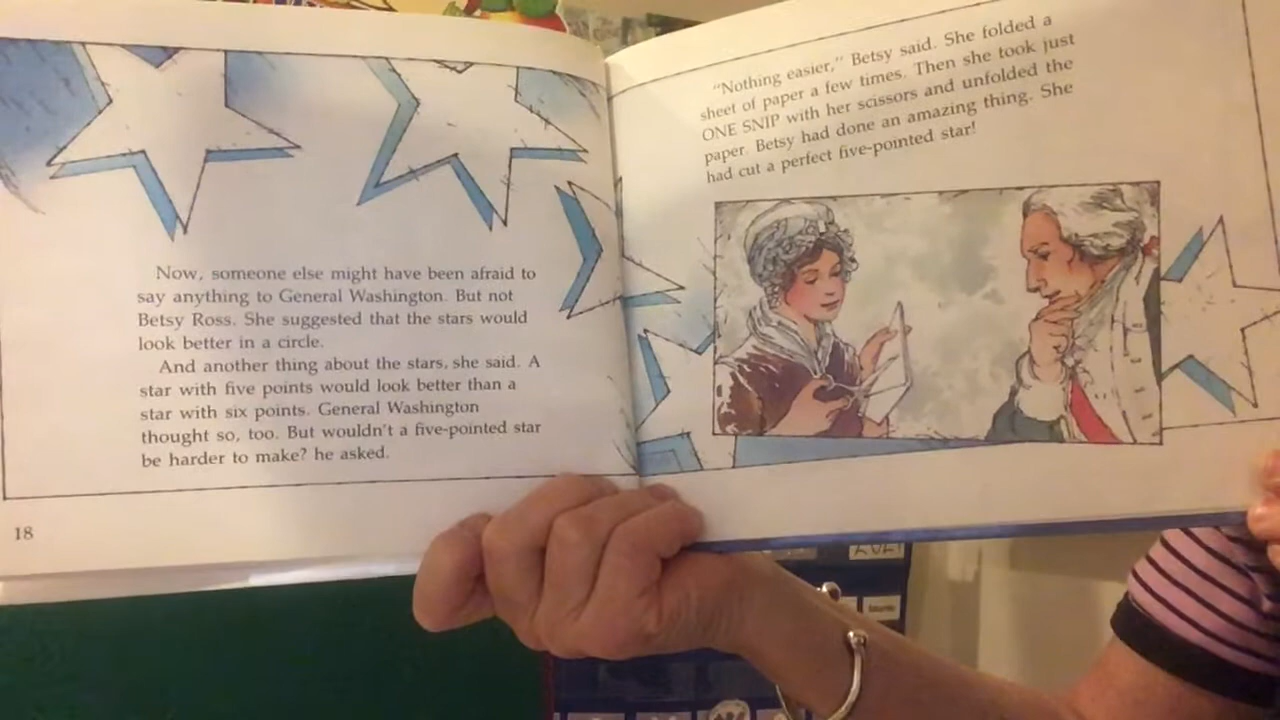 Now, someone else might have been afraid to
say anything to General Washington. But not
Betsy Ross. She suggested that the stars would
look better in a circle.
And another thing about the stars, she said. A
star with five points would look better than a
star with six points. General Washington
thought so, too. But wouldn't a five-pointed star
be harder to make? he asked.
18
"Nothing easier," Betsy said. She folded a
sheet of paper a few times. Then she took just
ONE SNIP with her scissors and unfolded the
paper. Betsy had done an amazing thing. She
had cut a perfect five-pointed star!